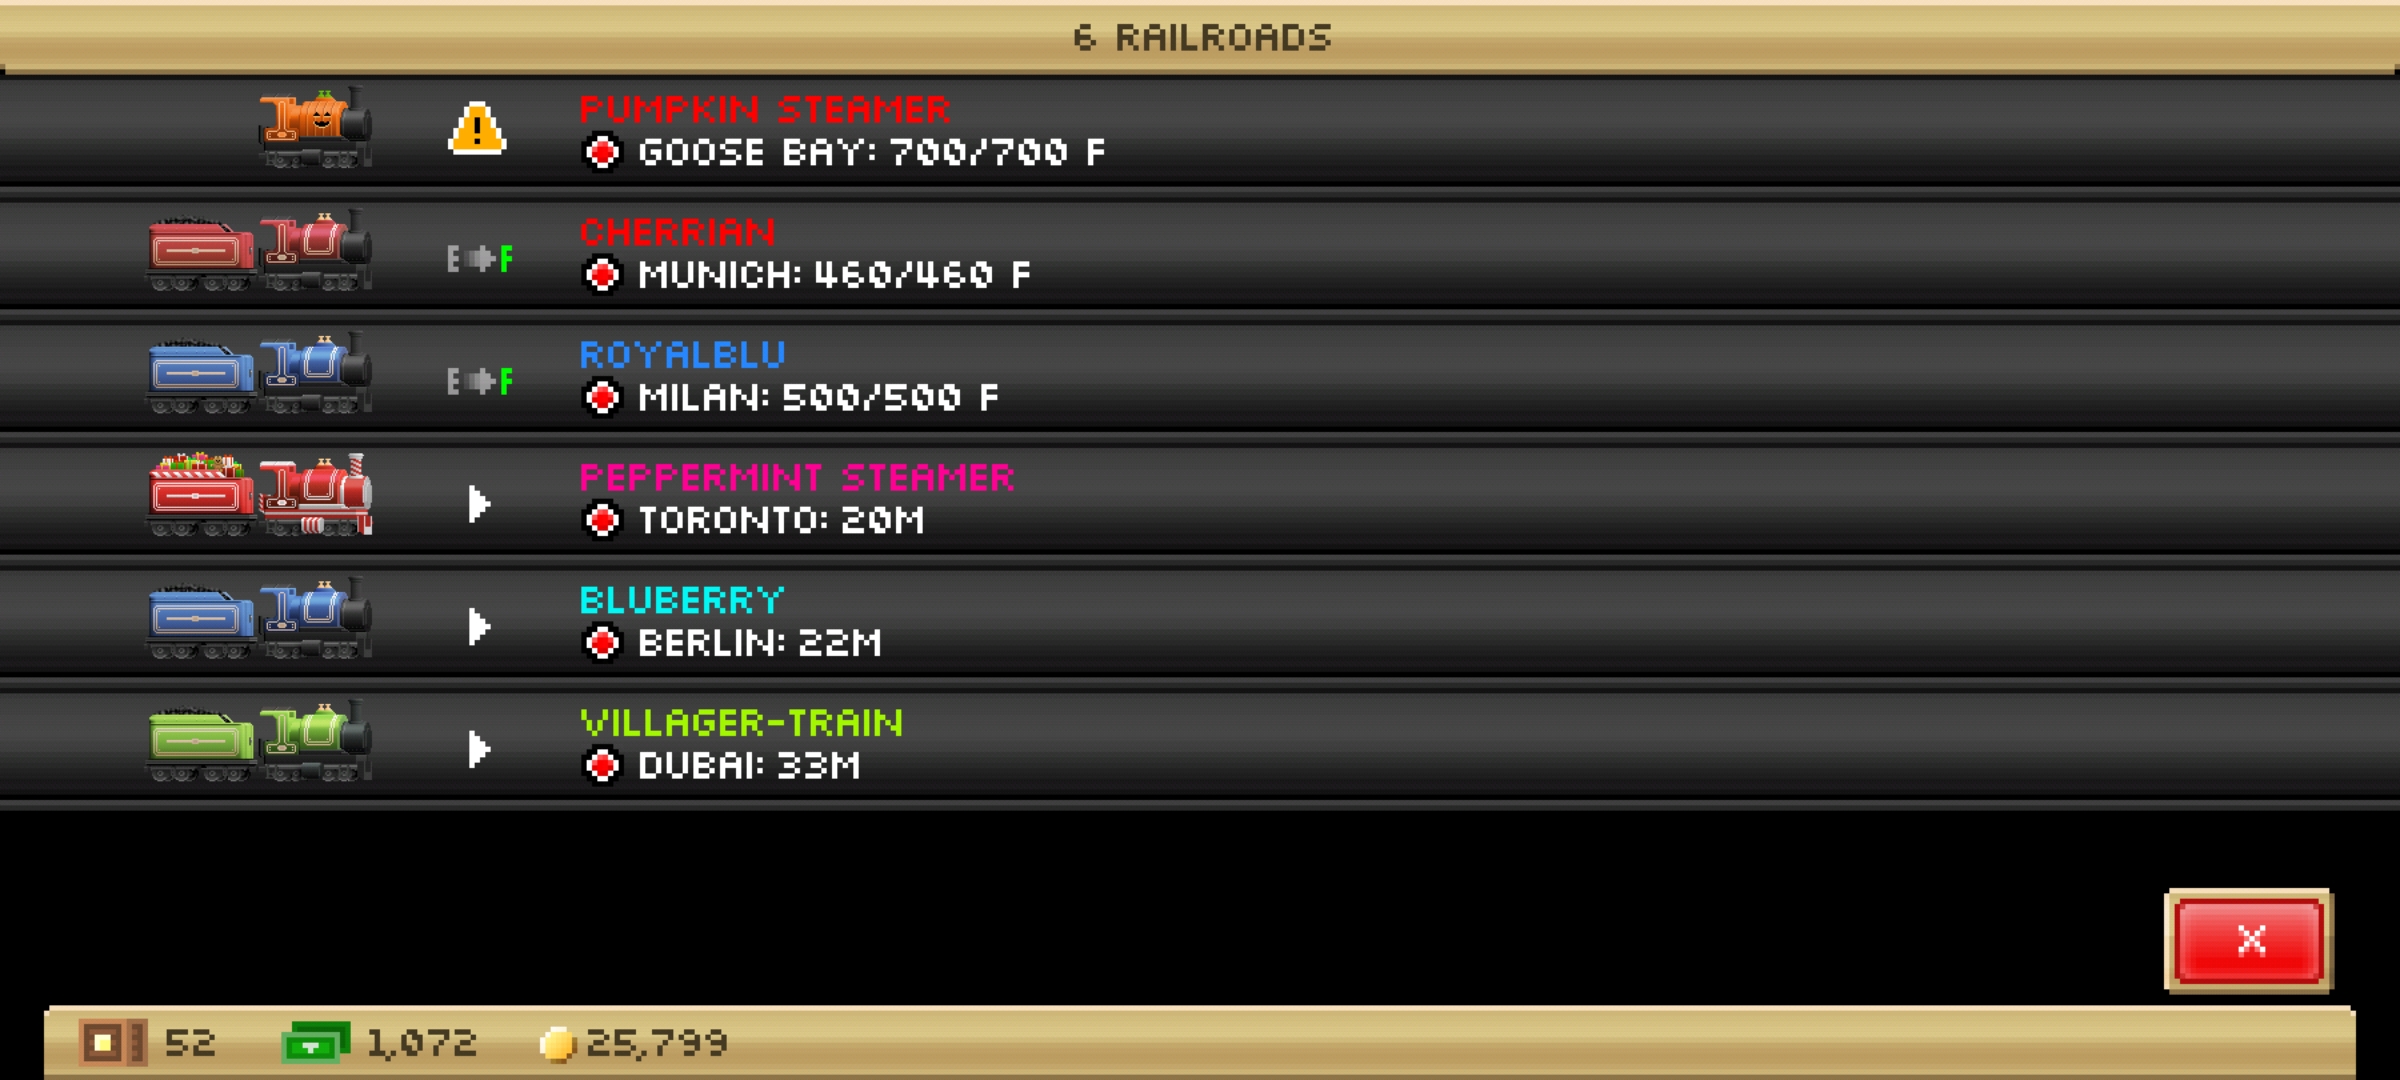 6 RAILROADS
PUMPKIN STEAMER
GOOSE BAY: 700/700 F
CHERRIAN
E F
MUNICH: 460/460 F
ROYALBLU
E F
MILAN: 500/500 F
PEPPERMINT STEAMER
TORONTO: 20M
BLUBERRY
BERLIN: 22M
VILLAGER-TRAIN
DUBAI: 33M
X
52 1,072 25,799